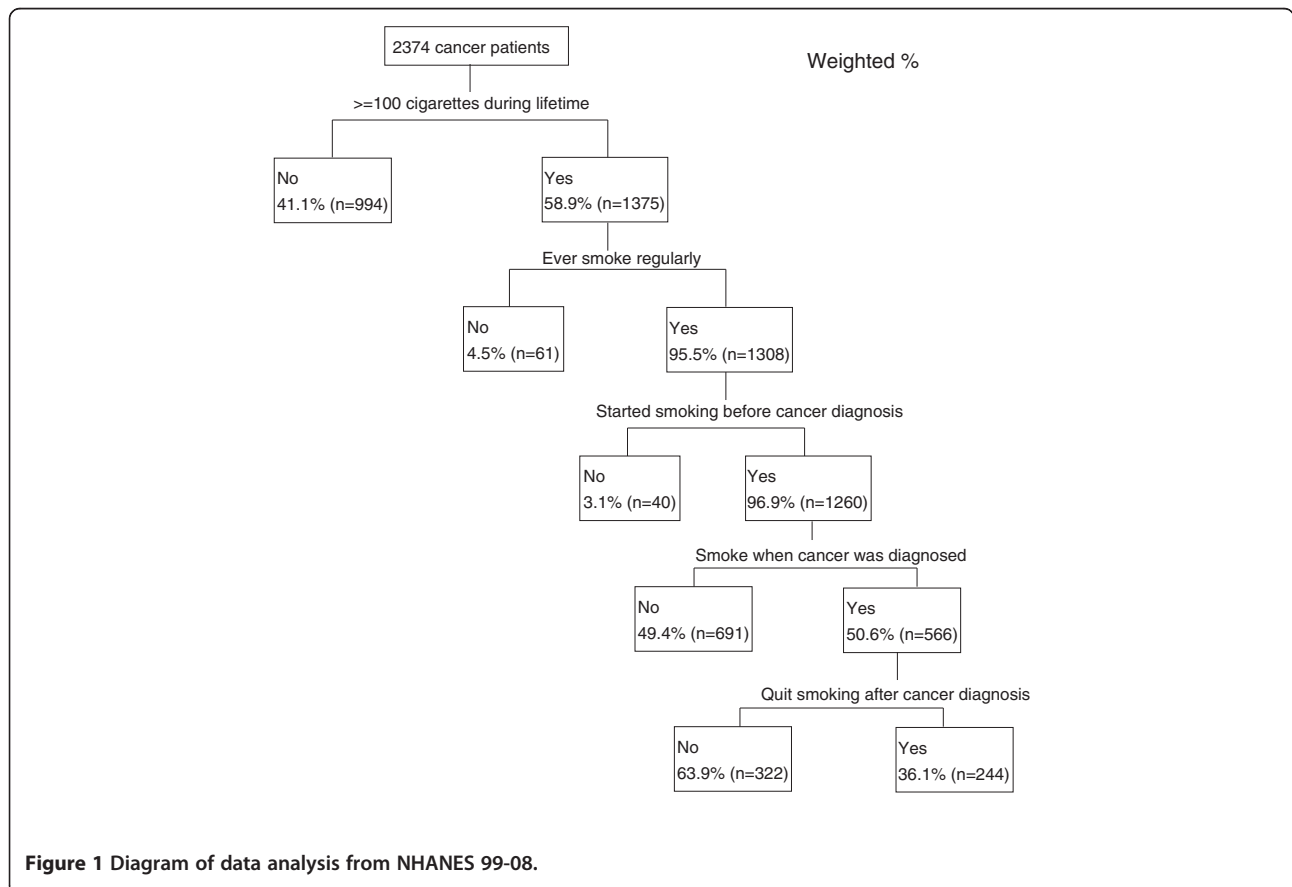 2374 cancer patients
Weighted %
>=100 cigarettes during lifetime
No
41.1% (n=994)
Yes
58.9% (n=1375)
Ever smoke regularly
No
4.5% (n=61)
Yes
95.5% (n=1308)
Started smoking before cancer diagnosis
No
3.1% (n=40)
Yes
96.9% (n=1260)
Smoke when cancer was diagnosed
No
49.4% (n=691)
Yes
50.6% (n=566)
Quit smoking after cancer diagnosis
No
63.9% (n=322)
Yes
36.1% (n=244)
Figure 1 Diagram of data analysis from NHANES 99-08.